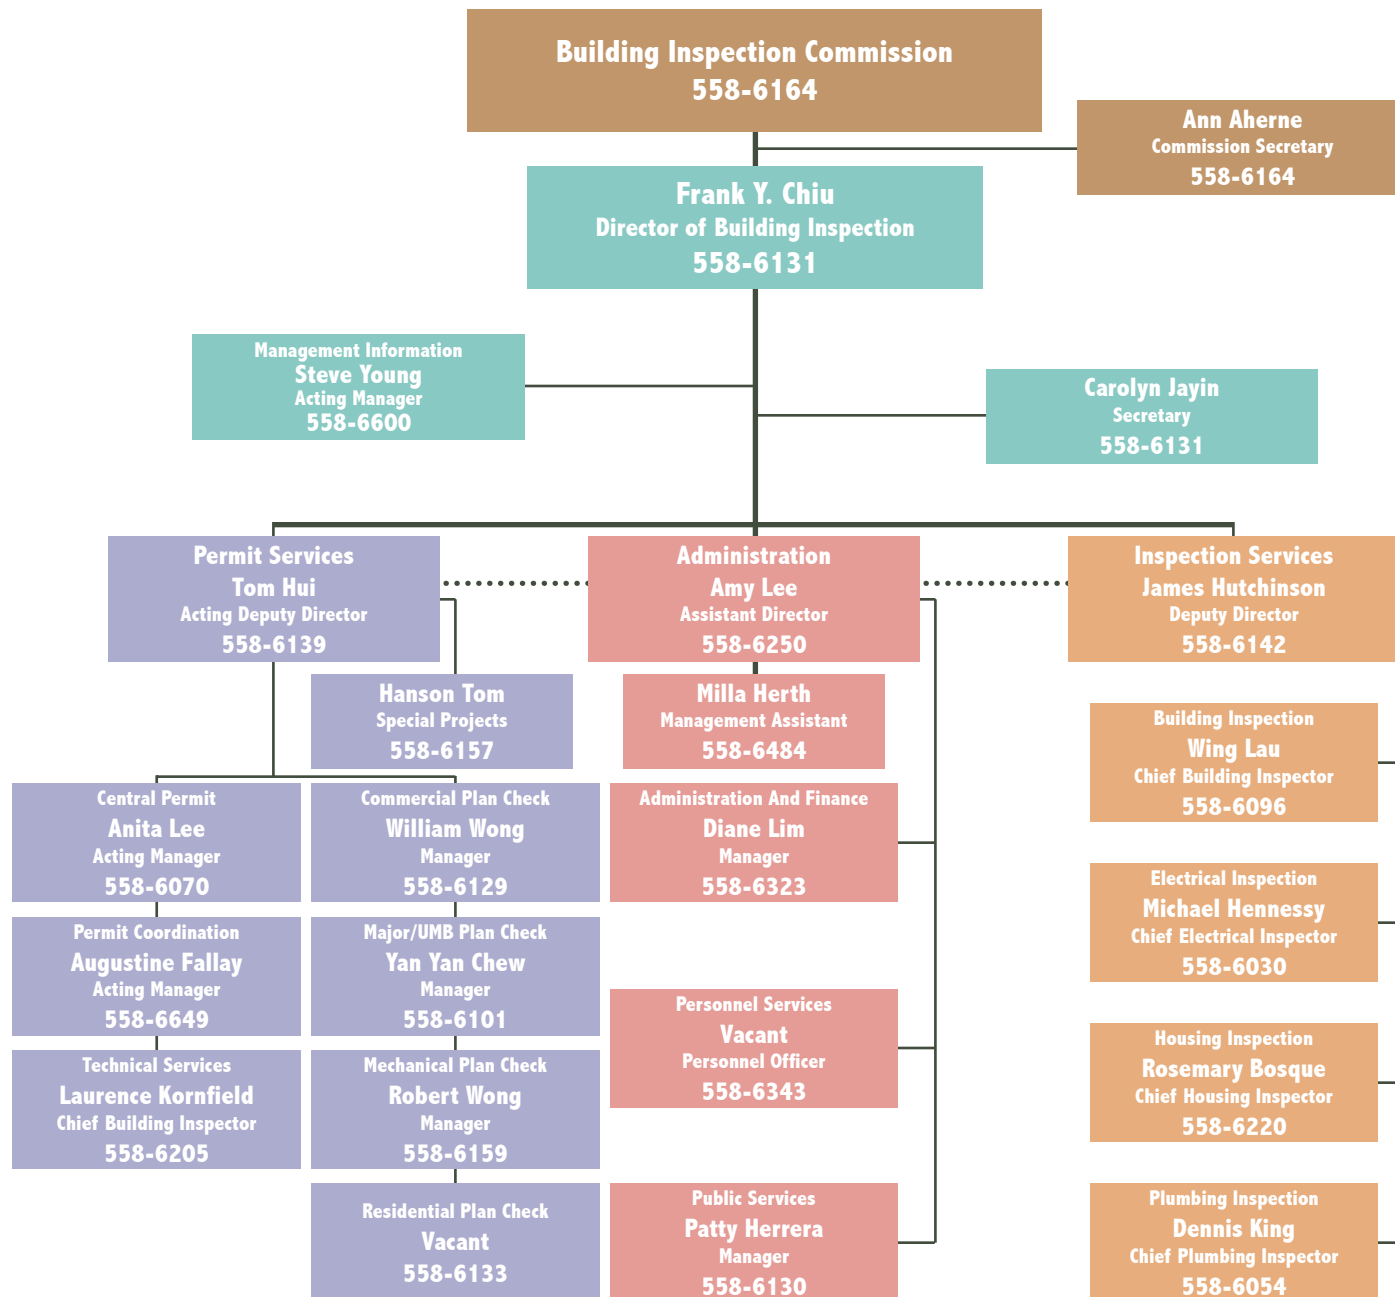 Building Inspection Commission
558-6164
Ann Aherne
Commission Secretary
558-6164
Frank Y. Chiu
Director of Building Inspection
558-6131
Management Information
Steve Young
Acting Manager
558-6600
Carolyn Jayin
Secretary
558-6131
Permit Services
Tom Hui
Acting Deputy Director
558-6139
Administration
Amy Lee
Assistant Director
558-6250
Inspection Services
James Hutchinson
Deputy Director
558-6142
Hanson Tom
Special Projects
558-6157
Milla Herth
Management Assistant
558-6484
Building Inspection
Wing Lau
Chief Building Inspector
558-6096
Central Permit
Anita Lee
Acting Manager
558-6070
Commercial Plan Check
William Wong
Manager
558-6129
Administration And Finance
Diane Lim
Manager
558-6323
Electrical Inspection
Michael Hennessy
Chief Electrical Inspector
558-6030
Permit Coordination
Augustine Fallay
Acting Manager
558-6649
Major/UMB Plan Check
Yan Yan Chew
Manager
558-6101
Personnel Services
Vacant
Personnel Officer
558-6343
Housing Inspection
Rosemary Bosque
Chief Housing Inspector
558-6220
Technical Services
Laurence Kornfield
Chief Building Inspector
558-6205
Mechanical Plan Check
Robert Wong
Manager
558-6159
Residential Plan Check
Vacant
558-6133
Public Services
Patty Herrera
Manager
558-6130
Plumbing Inspection
Dennis King
Chief Plumbing Inspector
558-6054